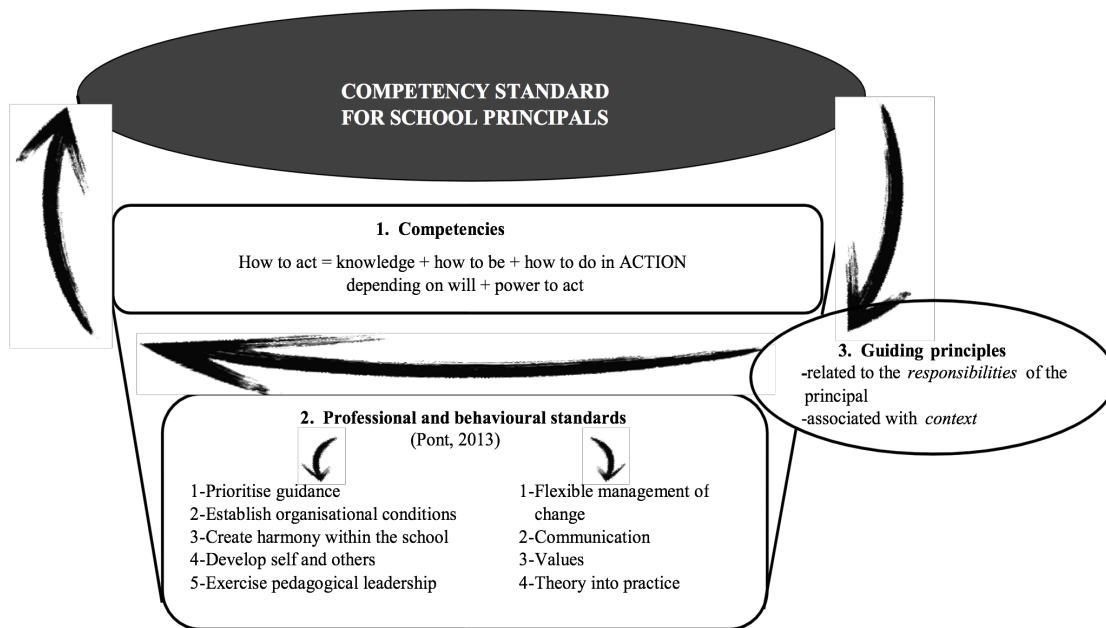 COMPETENCY STANDARD
FOR SCHOOL PRINCIPALS
1. Competencies
How to act = knowledge + how to be + how to do in ACTION
depending on will + power to act
3. Guiding principles
-related to the responsibilities of the
principal
-associated with context
2. Professional and behavioural standards
(Pont, 2013)
1-Prioritise guidance
2-Establish organisational conditions
3-Create harmony within the school
4-Develop self and others
5-Exercise pedagogical leadership
1-Flexible management of
change
2-Communication
3-Values
4-Theory into practice